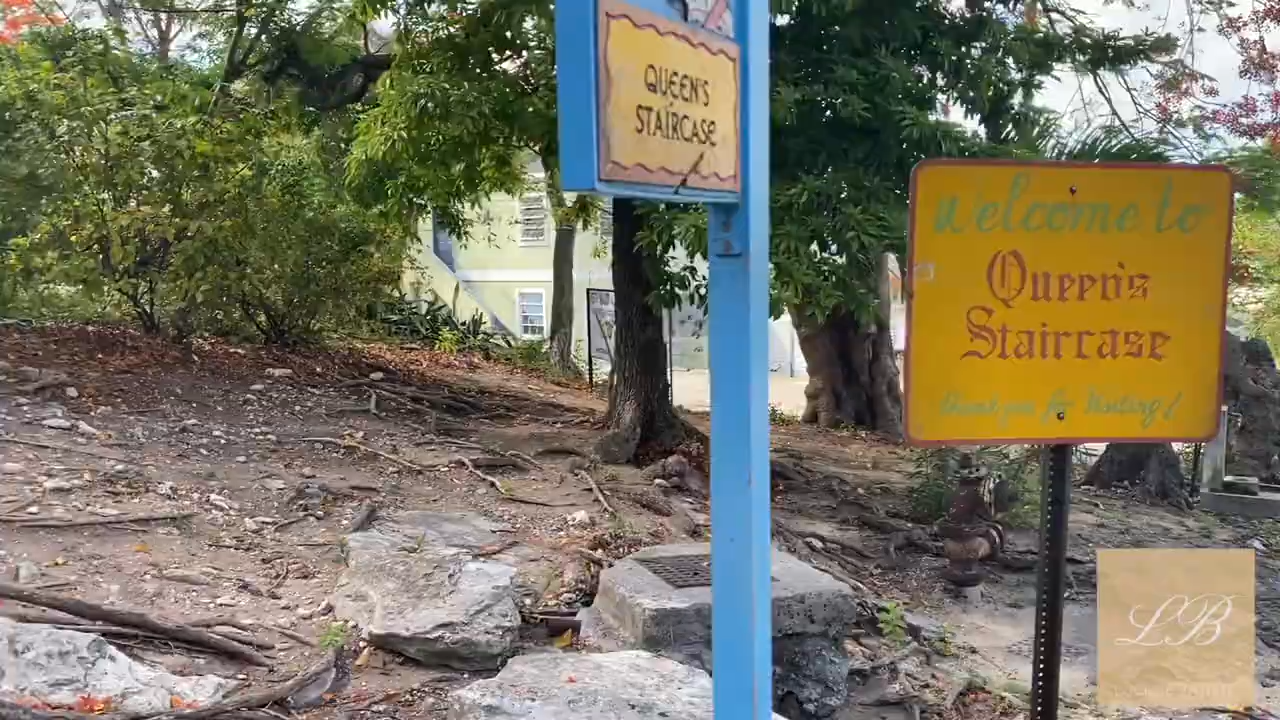 QUEEN'S
STAIRCASE
Welcome to
Queen's
Staircase
thank you for Visiting!
LB